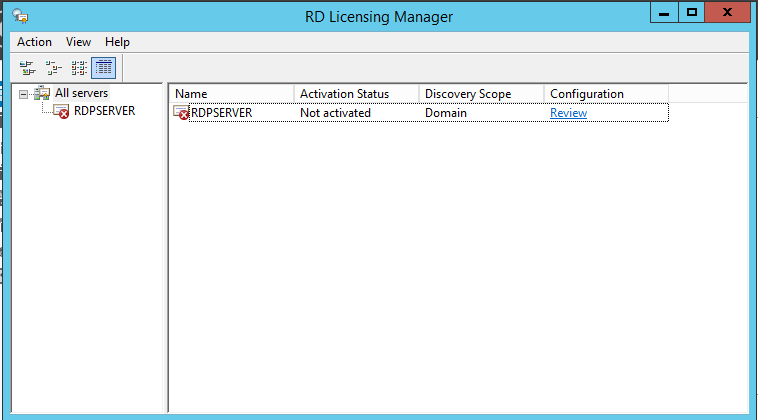 RD Licensing Manager
Action View Help
All servers
RDPSERVER
Name Activation Status Discovery Scope Configuration
RDPSERVER Not activated Domain Review